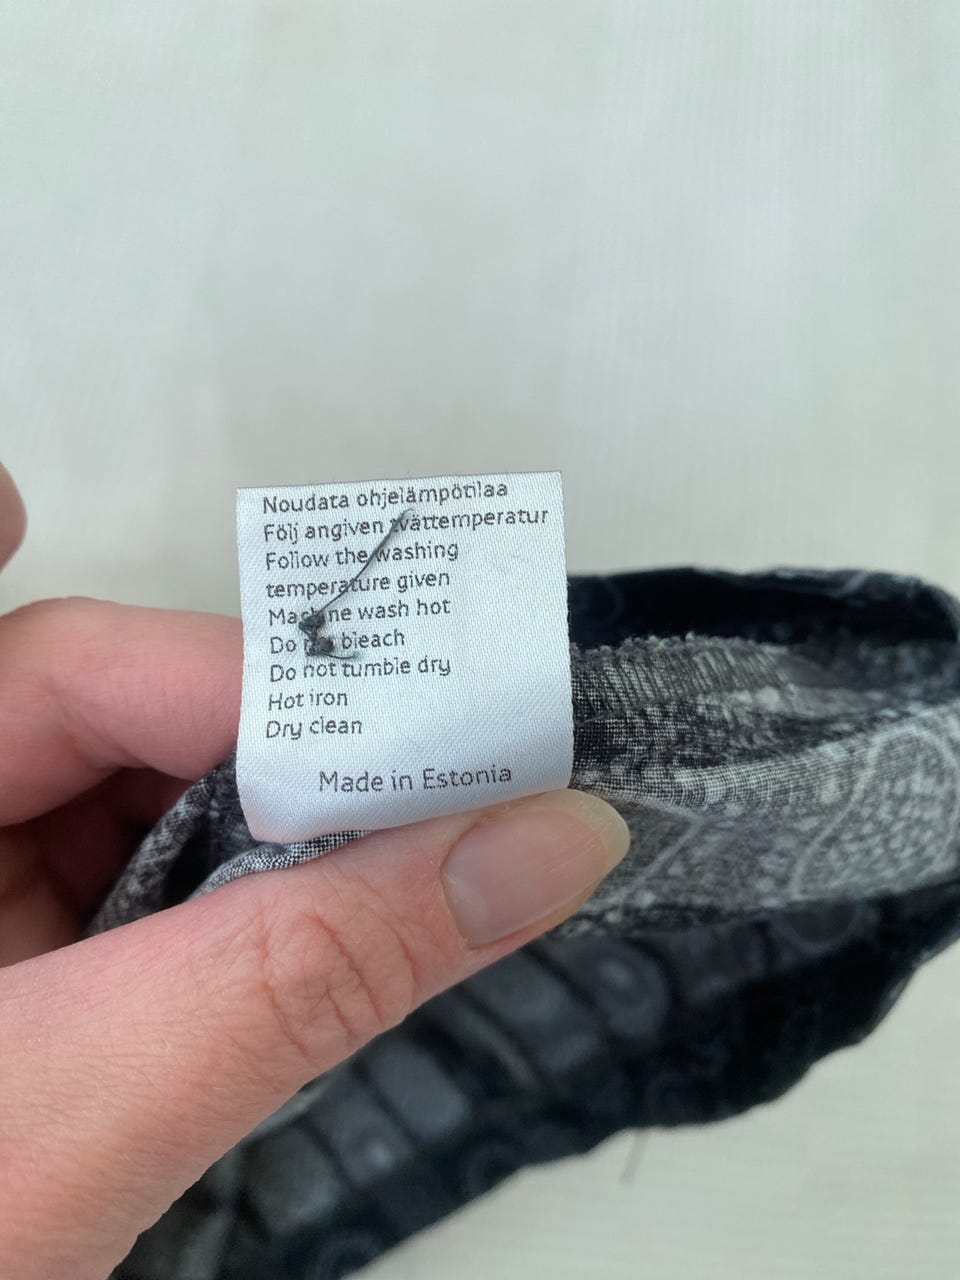 Noudata ohjelämpötilaa
Följ angiven tvättemperatur
Follow the washing
temperature given
Machine wash hot
Do not bleach
Do not tumble dry
Hot iron
Dry clean
Made in Estonia